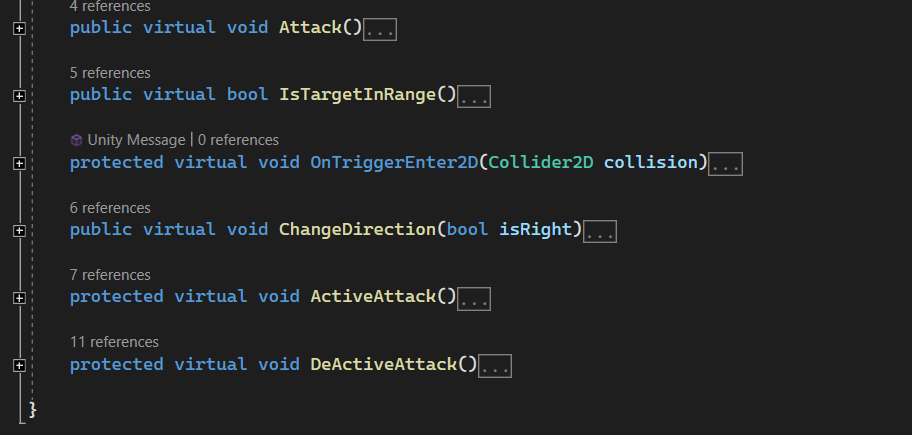 4 references
public virtual void Attack()...
5 references
public virtual bool IsTargetInRange()...
Unity Message | 0 references
protected virtual void OnTriggerEnter2D(Collider2D collision)...
6 references
public virtual void ChangeDirection(bool isRight)...
7 references
protected virtual void ActiveAttack()...
11 references
protected virtual void DeActiveAttack()...
}